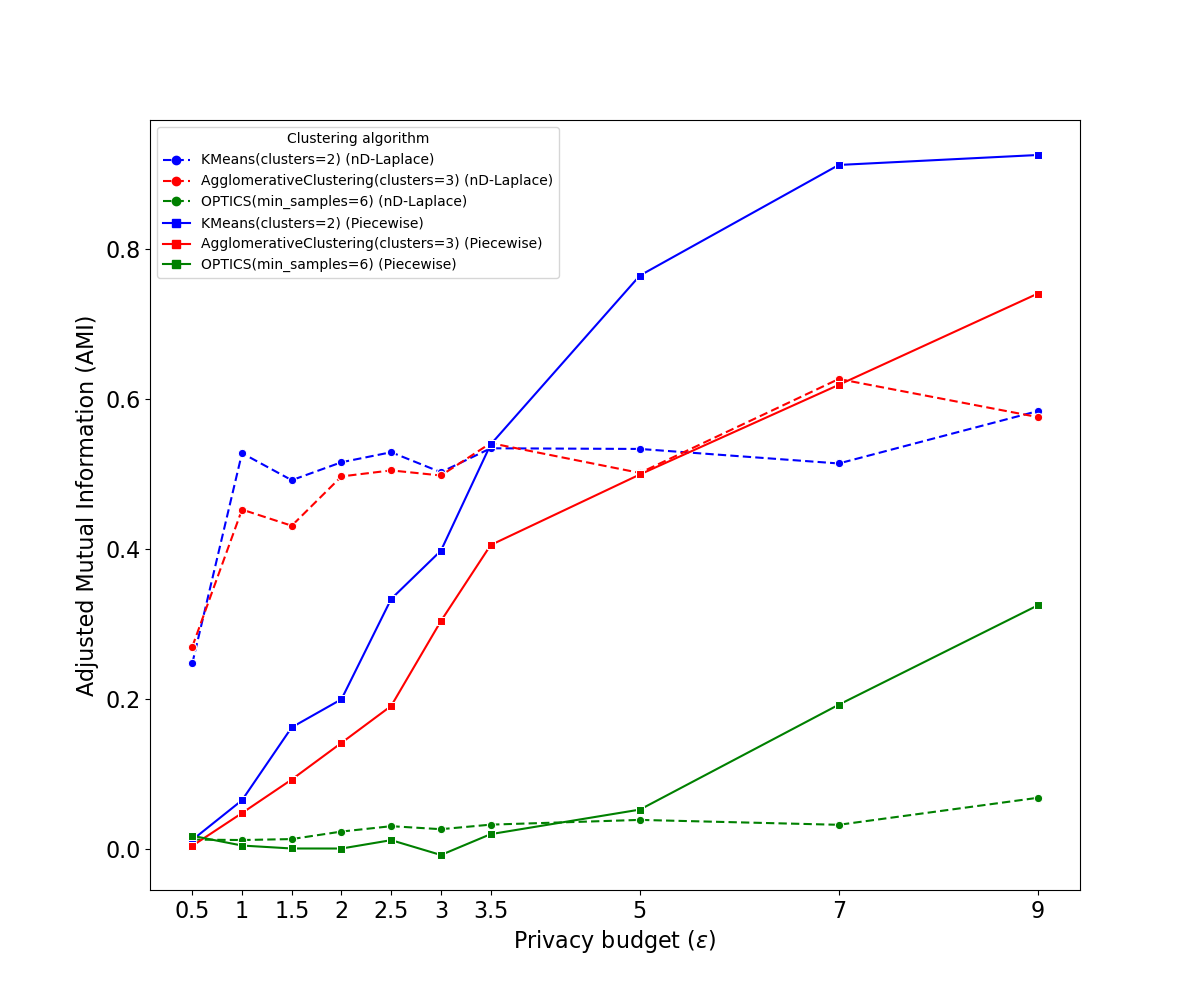 Clustering algorithm
KMeans(clusters=2) (nD-Laplace)
AgglomerativeClustering(clusters=3) (nD-Laplace)
OPTICS(min_samples=6) (nD-Laplace)
KMeans(clusters=2) (Piecewise)
AgglomerativeClustering(clusters=3) (Piecewise)
OPTICS(min_samples=6) (Piecewise)
Adjusted Mutual Information (AMI)
0.8
0.6
0.4
0.2
0.0
0.5 1 1.5 2 2.5 3 3.5 5 7 9
Privacy budget (ε)